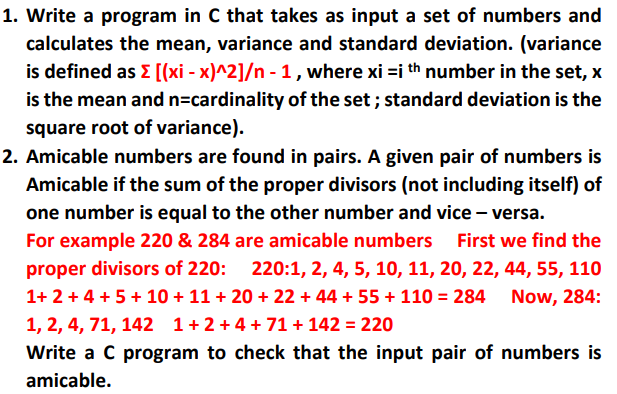 1. Write a program in C that takes as input a set of numbers and
calculates the mean, variance and standard deviation. (variance
is defined as Σ [(xi - x)^2]/n - 1 , where xi =i th number in the set, x
is the mean and n=cardinality of the set ; standard deviation is the
square root of variance).
2. Amicable numbers are found in pairs. A given pair of numbers is
Amicable if the sum of the proper divisors (not including itself) of
one number is equal to the other number and vice – versa.
For example 220 & 284 are amicable numbers First we find the
proper divisors of 220: 220:1, 2, 4, 5, 10, 11, 20, 22, 44, 55, 110
1+ 2 + 4 + 5 + 10 + 11 + 20 + 22 + 44 + 55 + 110 = 284 Now, 284:
1, 2, 4, 71, 142 1 + 2 + 4 + 71 + 142 = 220
Write a C program to check that the input pair of numbers is
amicable.